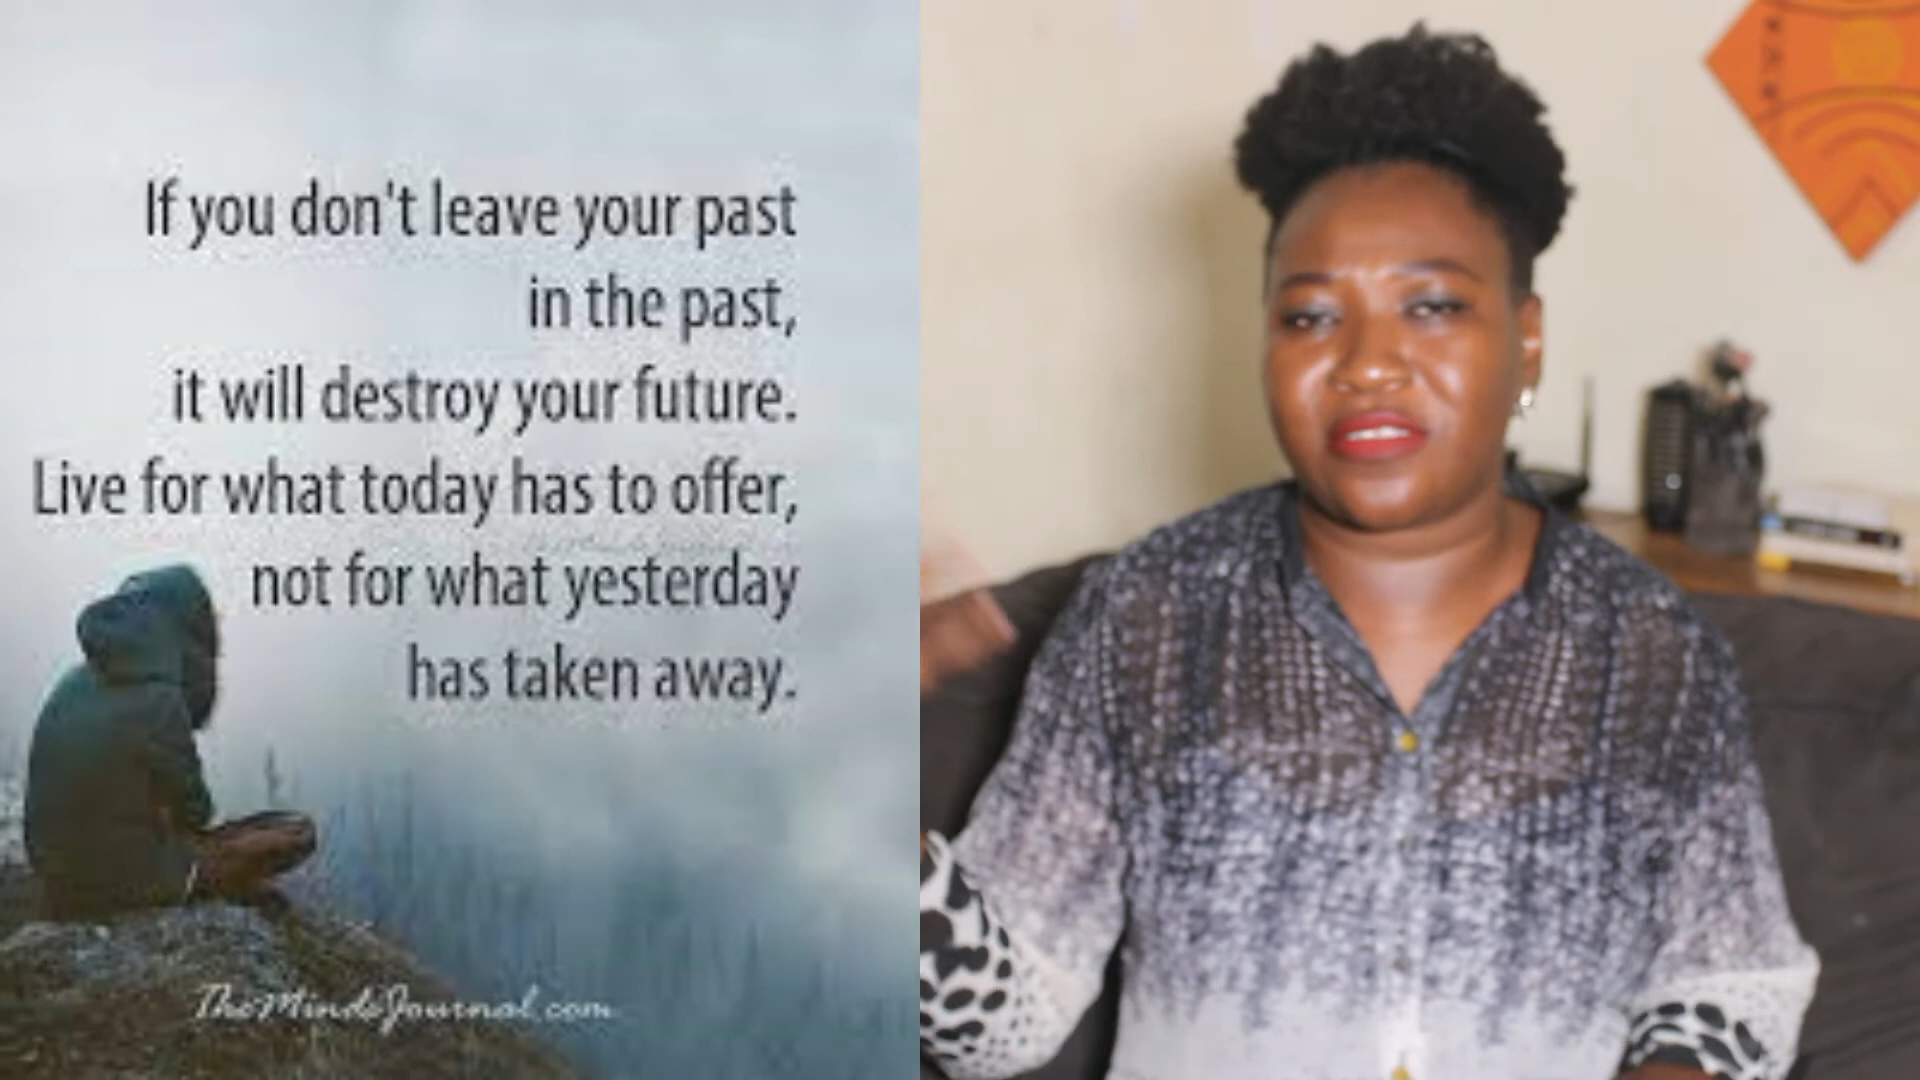 If you don't leave your past
in the past,
it will destroy your future.
Live for what today has to offer,
not for what yesterday
has taken away.
TheMindsJournal.com